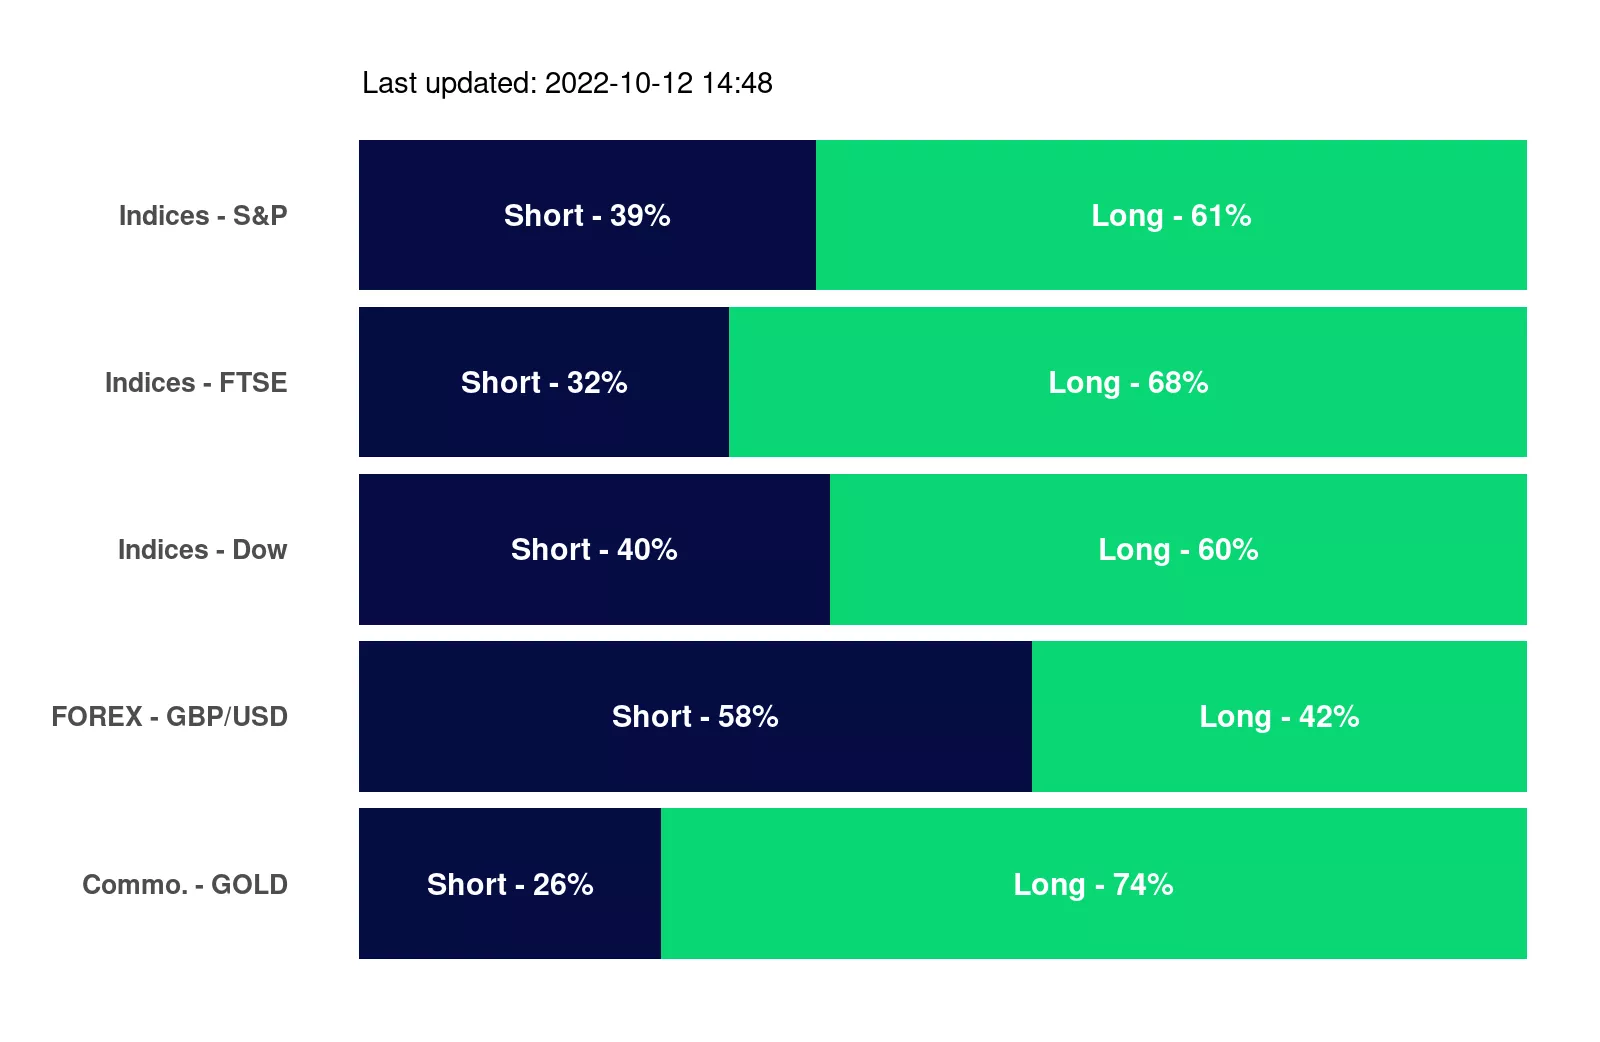 Last updated: 2022-10-12 14:48
Indices - S&P Short - 39% Long - 61%
Indices - FTSE Short - 32% Long - 68%
Indices - Dow Short - 40% Long - 60%
FOREX - GBP/USD Short - 58% Long - 42%
Commo. - GOLD Short - 26% Long - 74%